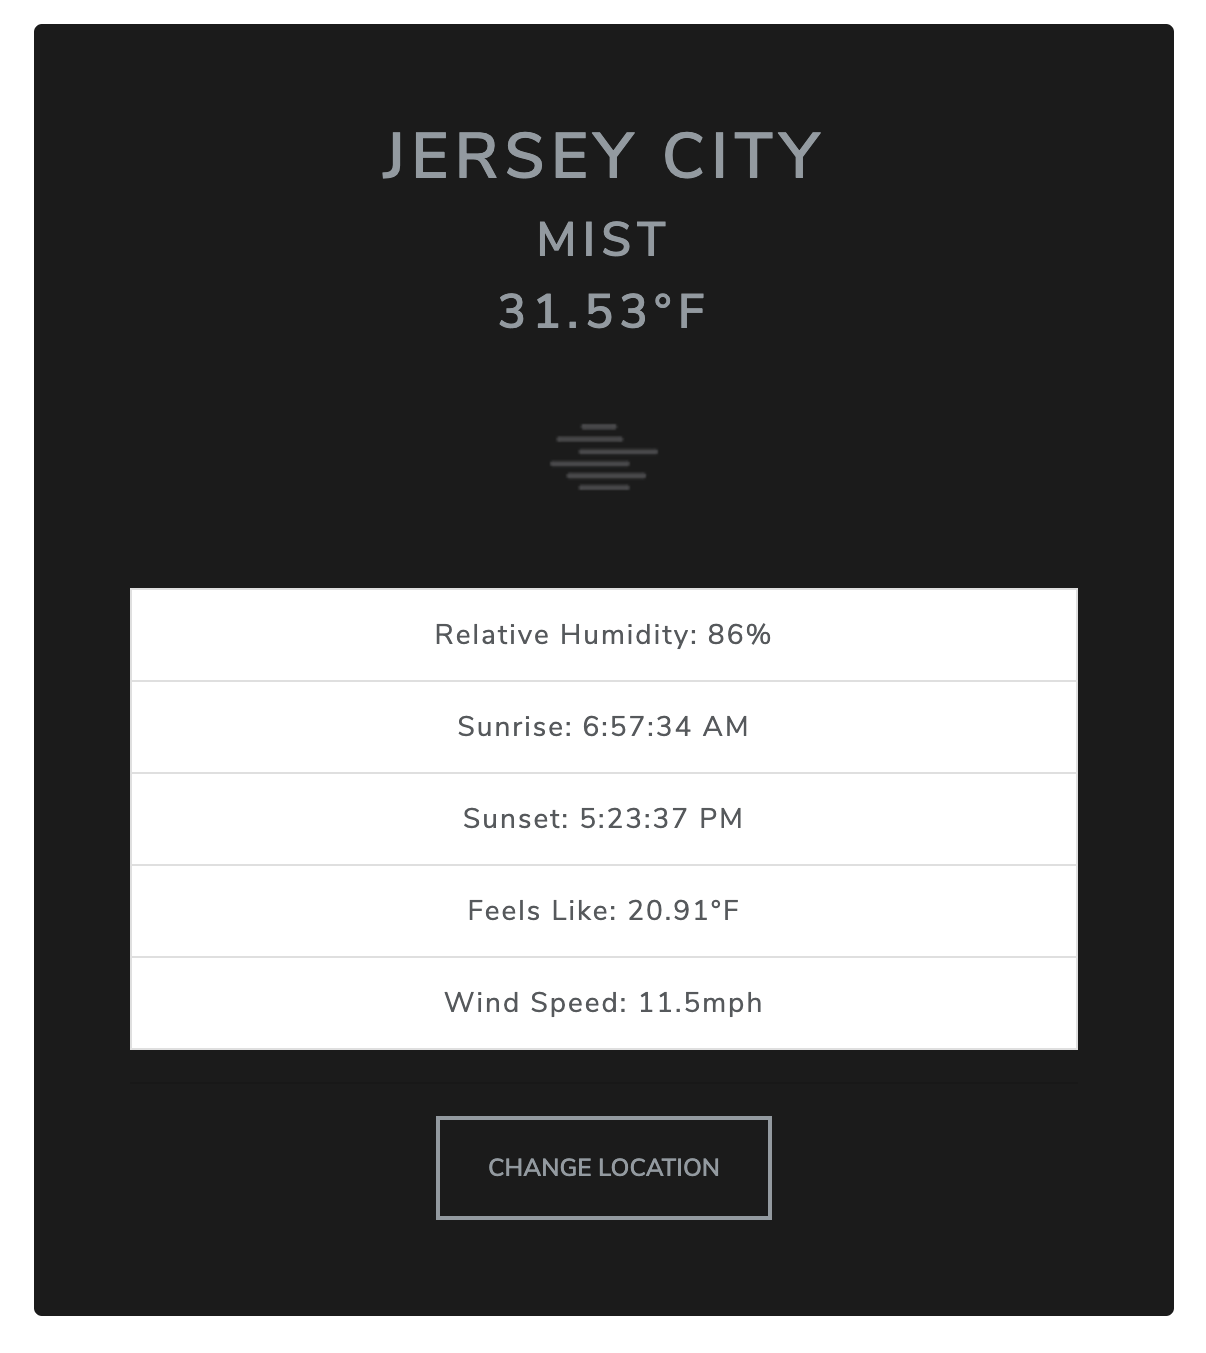 JERSEY CITY
MIST
31.53°F
Relative Humidity: 86%
Sunrise: 6:57:34 AM
Sunset: 5:23:37 PM
Feels Like: 20.91°F
Wind Speed: 11.5mph
CHANGE LOCATION